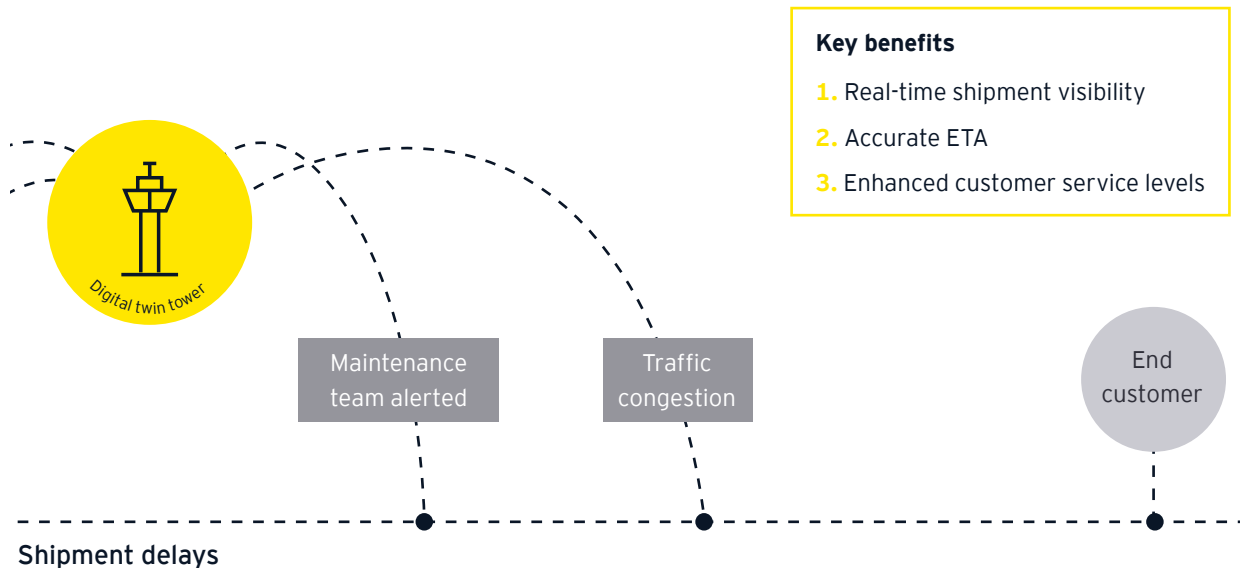 Key benefits
1. Real-time shipment visibility
2. Accurate ETA
3. Enhanced customer service levels
Digital twin tower
Maintenance
team alerted
Traffic
congestion
End
customer
Shipment delays